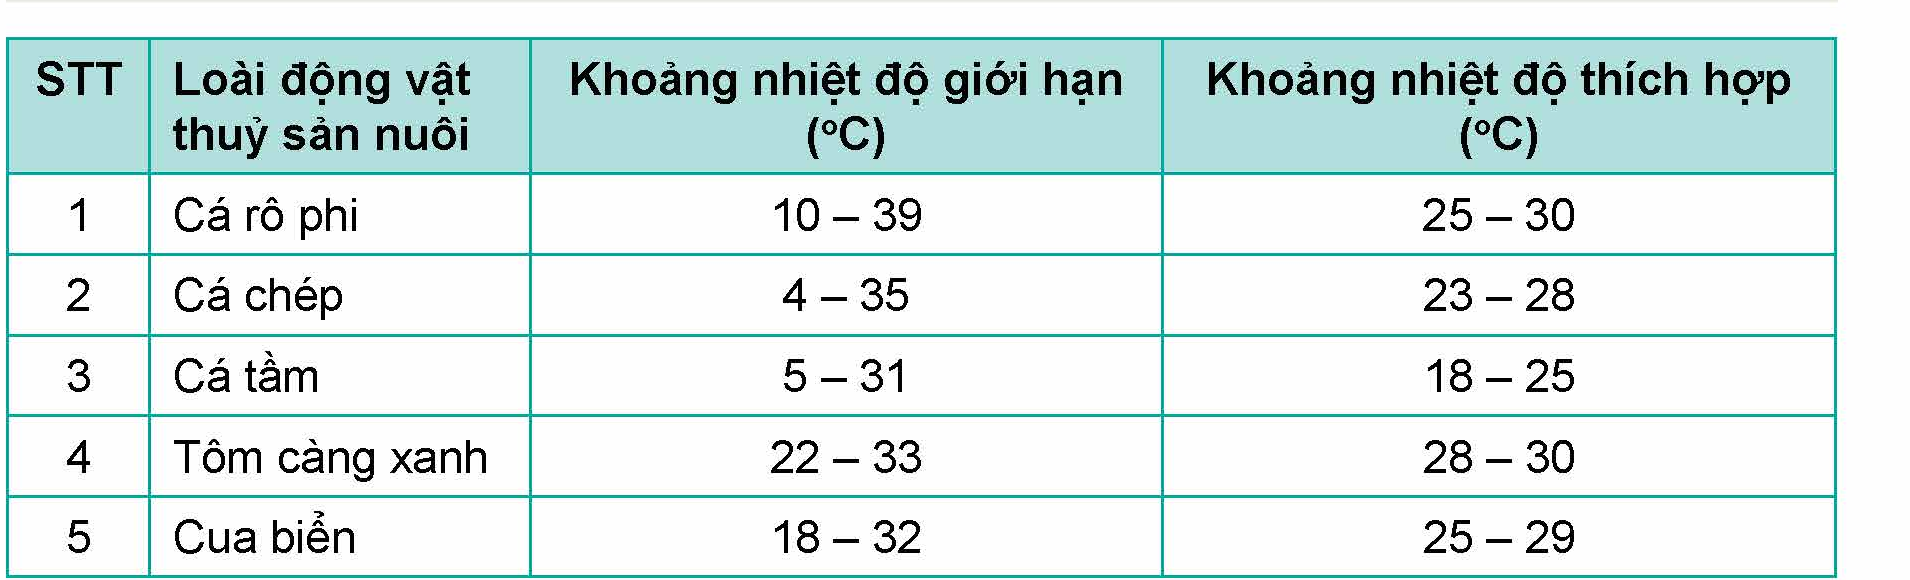 STT Loài động vật thuỷ sản nuôi Khoảng nhiệt độ giới hạn (ºC) Khoảng nhiệt độ thích hợp (ºC)
1 Cá rô phi 10 – 39 25 – 30
2 Cá chép 4 – 35 23 – 28
3 Cá tầm 5 – 31 18 – 25
4 Tôm càng xanh 22 – 33 28 – 30
5 Cua biển 18 – 32 25 – 29